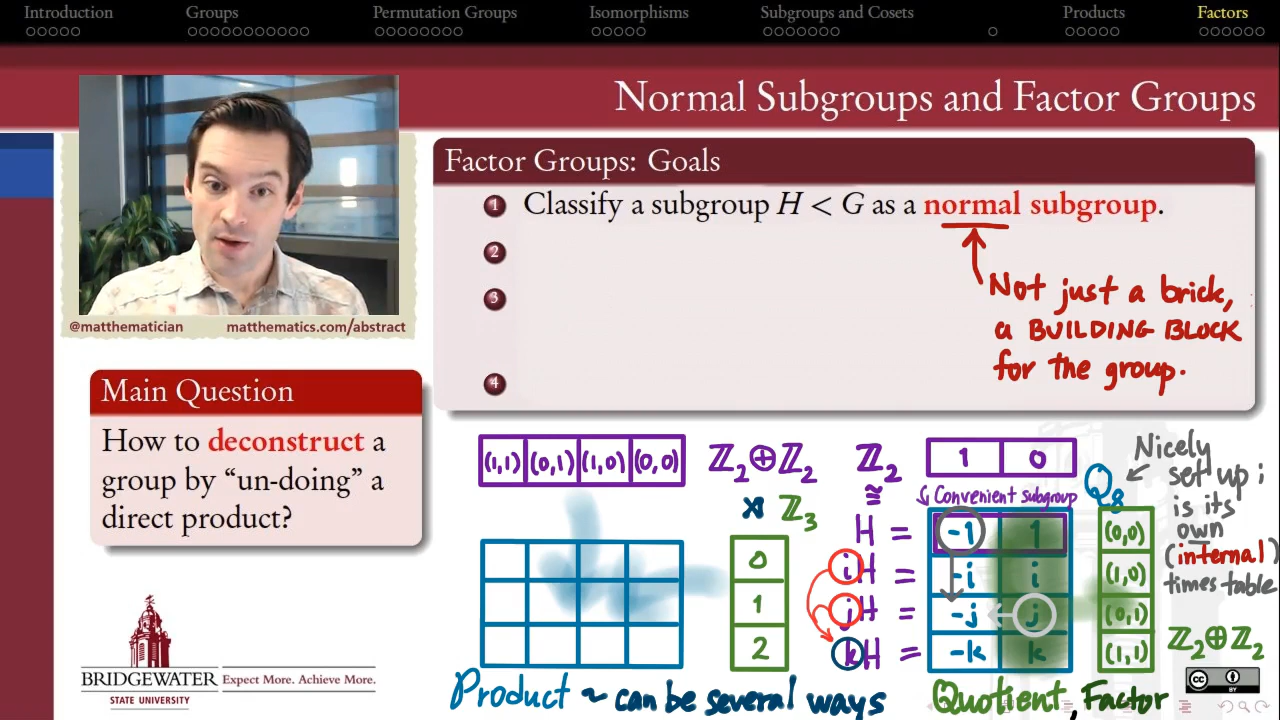 Introduction Groups Permutation Groups Isomorphisms Subgroups and Cosets Products Factors
Normal Subgroups and Factor Groups
@matthematician matthematics.com/abstract
Factor Groups: Goals
1 Classify a subgroup H < G as a normal subgroup.
2
3
4
Not just a brick,
a BUILDING BLOCK
for the group.
Main Question
How to deconstruct a
group by “un-doing” a
direct product?
BRIDGEWATER
STATE UNIVERSITY
Expect More. Achieve More.
(1,1) (0,1) (1,0) (0,0) ℤ2⊕ℤ2
⋊ ℤ3
0
1
2
Product ~ can be several ways
ℤ2 1 0
≅ Convenient subgroup
H = -1 1
iH = -i i
jH = -j j
kH = -k k
Q8
(0,0)
(1,0)
(0,1)
(1,1)
ℤ2⊕ℤ2
Nicely
set up;
is its
own
(internal)
times table
Quotient, Factor
CC BY